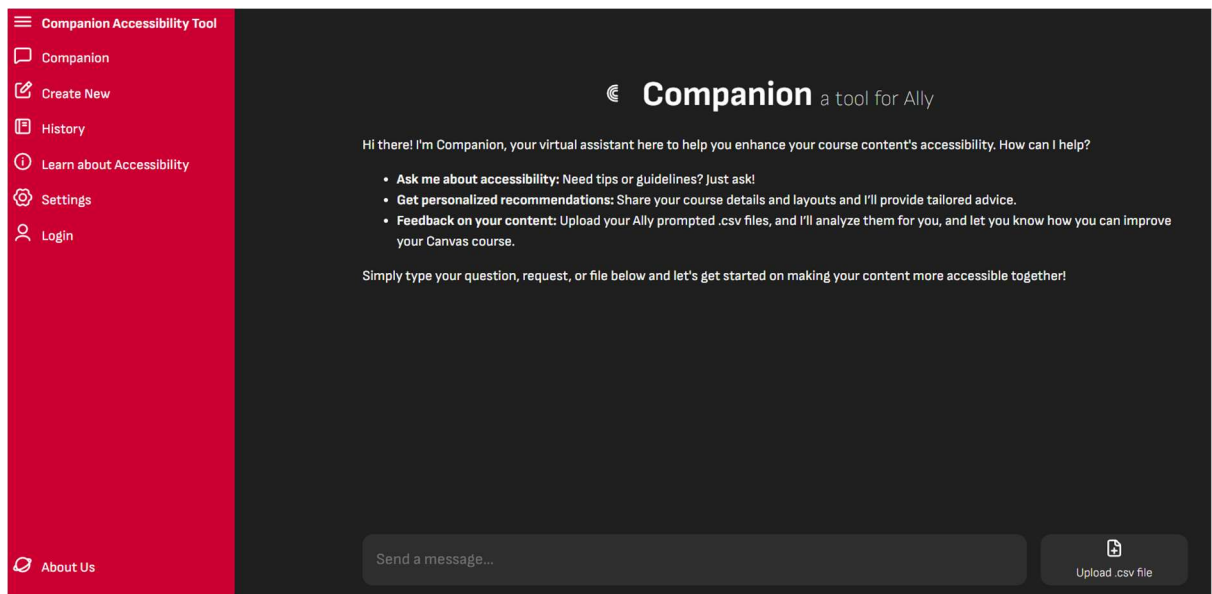 Companion Accessibility Tool
Companion
Create New
History
Learn about Accessibility
Settings
Login
About Us
Companion a tool for Ally
Hi there! I'm Companion, your virtual assistant here to help you enhance your course content's accessibility. How can I help?
• Ask me about accessibility: Need tips or guidelines? Just ask!
• Get personalized recommendations: Share your course details and layouts and I'll provide tailored advice.
• Feedback on your content: Upload your Ally prompted .csv files, and I'll analyze them for you, and let you know how you can improve
your Canvas course.
Simply type your question, request, or file below and let's get started on making your content more accessible together!
Send a message...
Upload .csv file